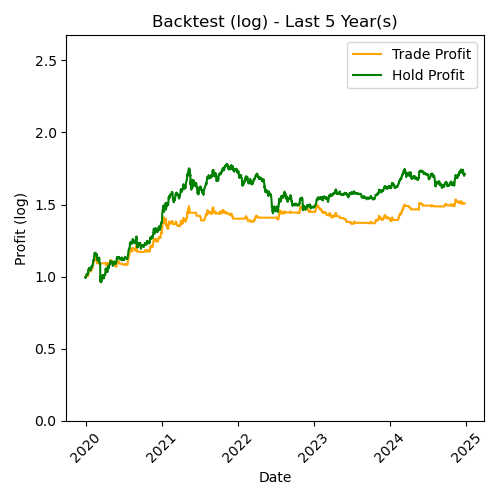 Backtest (log) - Last 5 Year(s)
Trade Profit
Hold Profit
Profit (log)
2.5
2.0
1.5
1.0
0.5
0.0
2020
2021
2022
2023
2024
2025
Date